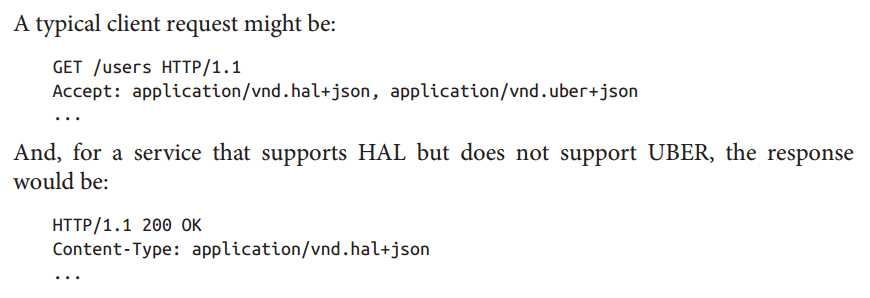 A typical client request might be:
GET /users HTTP/1.1
Accept: application/vnd.hal+json, application/vnd.uber+json
...
And, for a service that supports HAL but does not support UBER, the response
would be:
HTTP/1.1 200 OK
Content-Type: application/vnd.hal+json
...